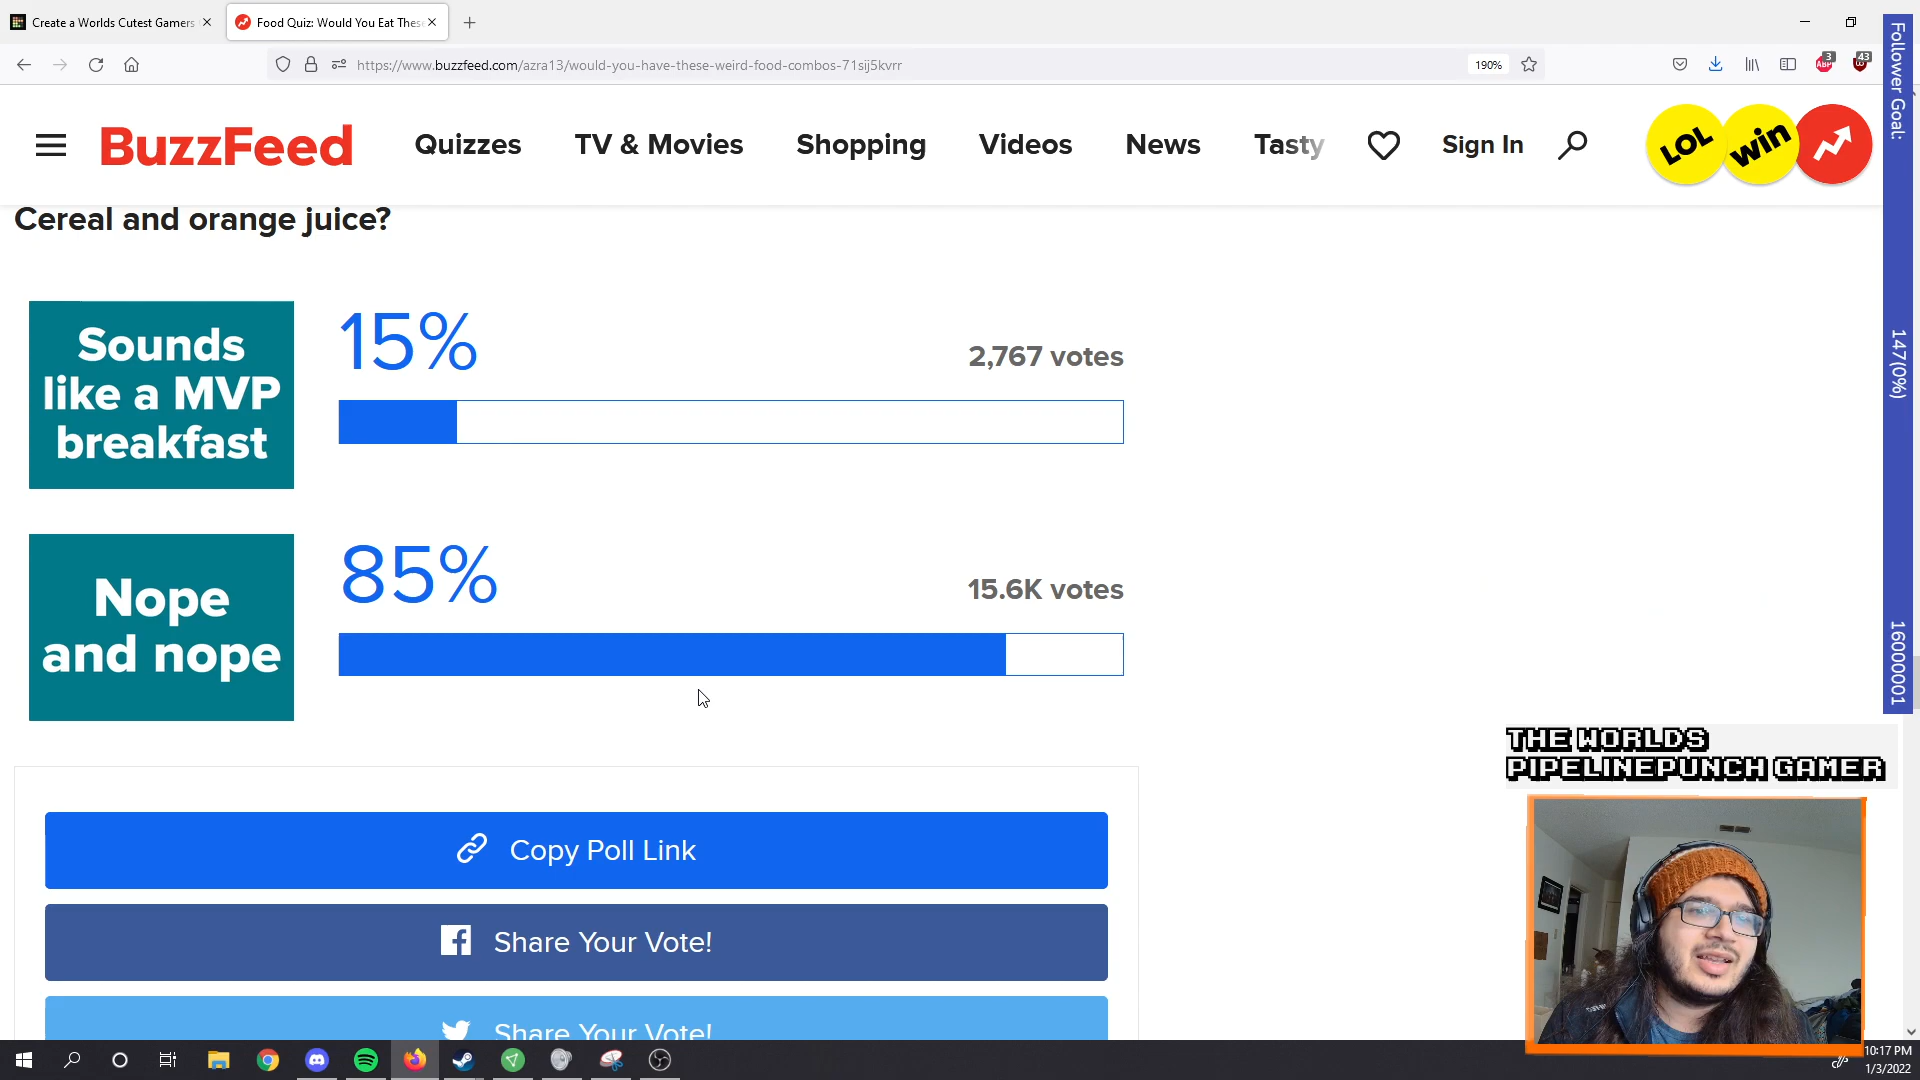 Create a Worlds Cutest Gamers
Food Quiz: Would You Eat Thes
https://www.buzzfeed.com/azra13/would-you-have-these-weird-food-combos-71sij5kvrr
190%
ABP
3
43
BuzzFeed
Quizzes
TV & Movies
Shopping
Videos
News
Tasty
Sign In
LOL
win
Follower Goal:
147 (0%)
16000001
Cereal and orange juice?
Sounds
like a MVP
breakfast
15%
2,767 votes
Nope
and nope
85%
15.6K votes
Copy Poll Link
Share Your Vote!
Share Your Vote!
THE WORLDS
PIPELINEPUNCH GAMER
10:17 PM
1/3/2022